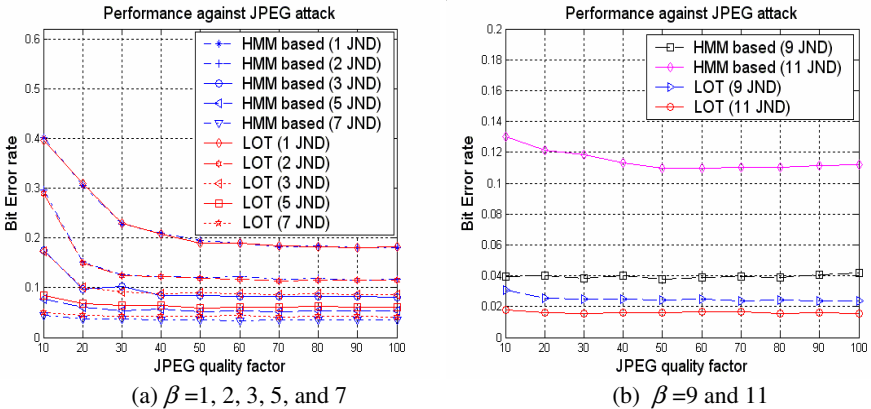 Performance against JPEG attack
0.6
0.5
0.4
0.3
0.2
0.1
0
Bit Error rate
HMM based (1 JND)
HMM based (2 JND)
HMM based (3 JND)
HMM based (5 JND)
HMM based (7 JND)
LOT (1 JND)
LOT (2 JND)
LOT (3 JND)
LOT (5 JND)
LOT (7 JND)
10 20 30 40 50 60 70 80 90 100
JPEG quality factor
(a) β =1, 2, 3, 5, and 7
Performance against JPEG attack
0.2
0.18
0.16
0.14
0.12
0.1
0.08
0.06
0.04
0.02
0
Bit Error rate
HMM based (9 JND)
HMM based (11 JND)
LOT (9 JND)
LOT (11 JND)
10 20 30 40 50 60 70 80 90 100
JPEG quality factor
(b) β =9 and 11